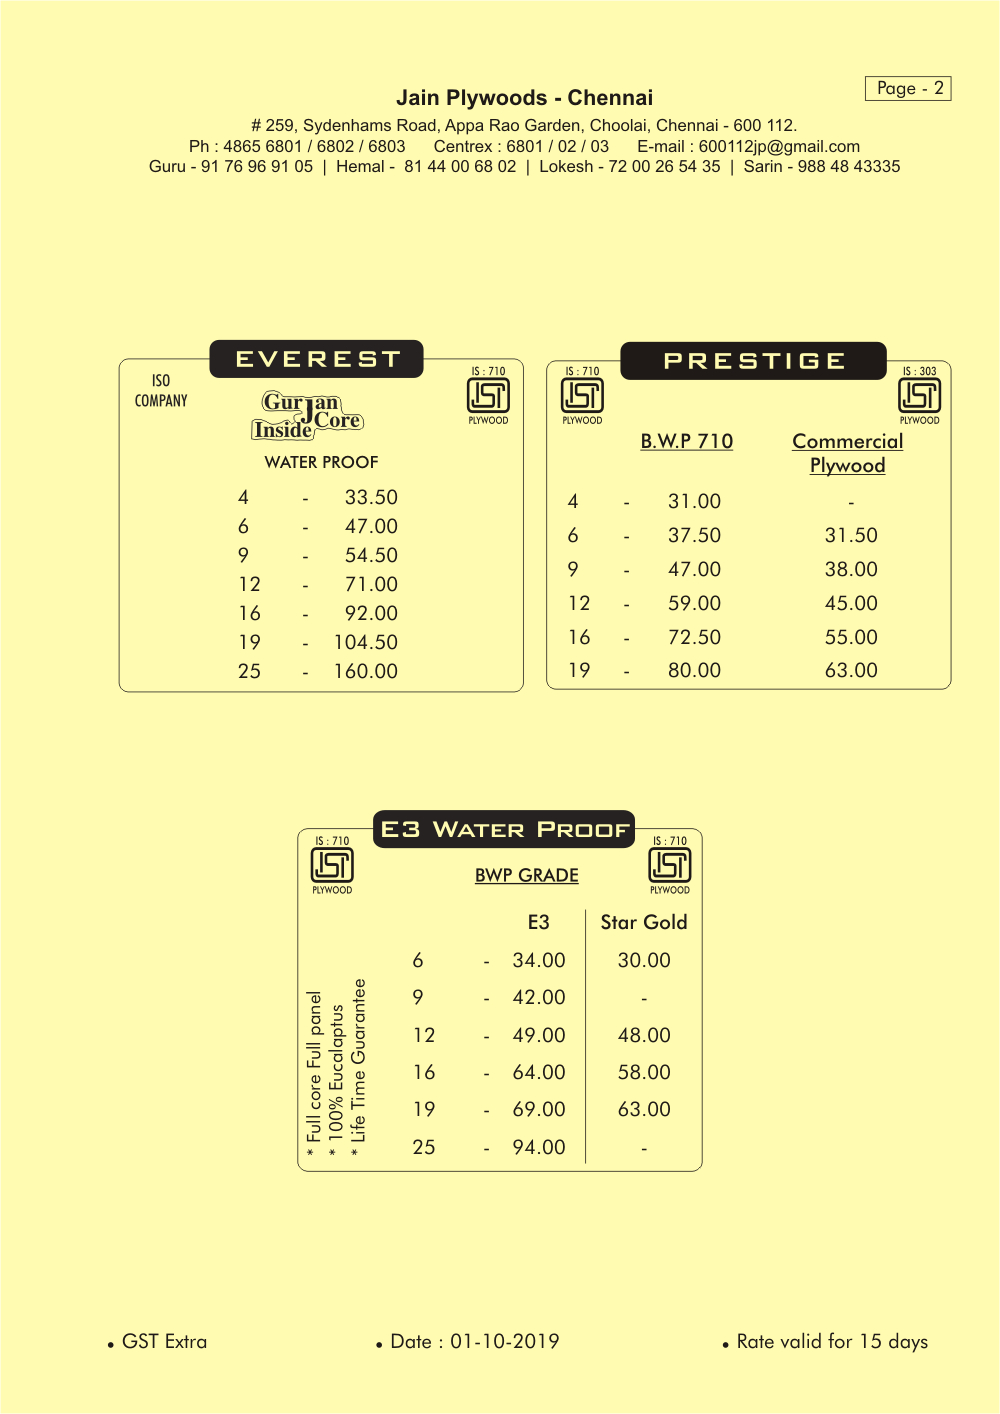 Page - 2
Jain Plywoods - Chennai
# 259, Sydenhams Road, Appa Rao Garden, Choolai, Chennai - 600 112.
Ph : 4865 6801 / 6802 / 6803 Centrex : 6801 / 02 / 03 E-mail : 600112jp@gmail.com
Guru - 91 76 96 91 05 | Hemal - 81 44 00 68 02 | Lokesh - 72 00 26 54 35 | Sarin - 988 48 43335
EVEREST
ISO
COMPANY
IS : 710
PLYWOOD
Gurjan
Inside Core
WATER PROOF
4 - 33.50
6 - 47.00
9 - 54.50
12 - 71.00
16 - 92.00
19 - 104.50
25 - 160.00
PRESTIGE
IS : 710
PLYWOOD
IS : 303
PLYWOOD
B.W.P 710 Commercial
Plywood
4 - 31.00 -
6 - 37.50 31.50
9 - 47.00 38.00
12 - 59.00 45.00
16 - 72.50 55.00
19 - 80.00 63.00
E3 WATER PROOF
IS : 710
PLYWOOD
IS : 710
PLYWOOD
BWP GRADE
E3 Star Gold
6 - 34.00 30.00
9 - 42.00 -
12 - 49.00 48.00
16 - 64.00 58.00
19 - 69.00 63.00
25 - 94.00 -
* Full core Full panel
* 100% Eucalaptus
* Life Time Guarantee
• GST Extra • Date : 01-10-2019 • Rate valid for 15 days